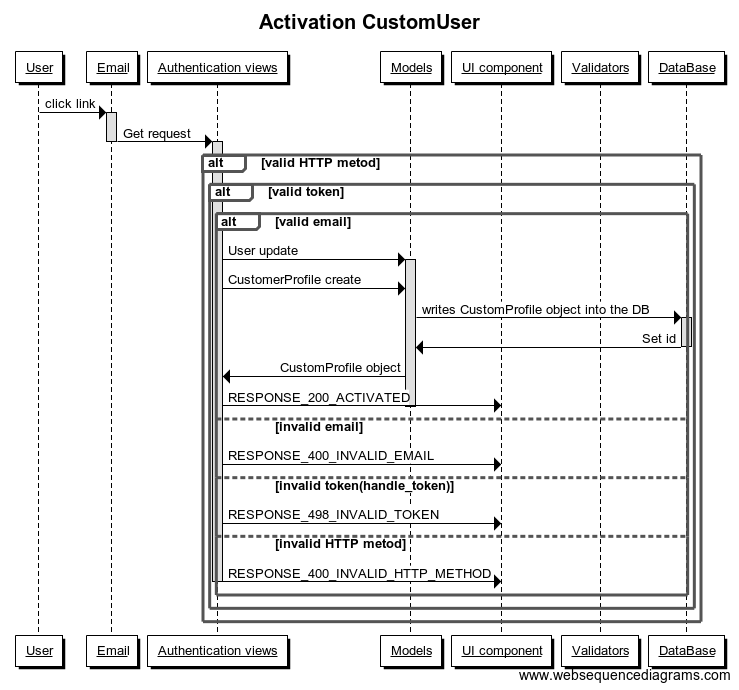 Activation CustomUser
User Email Authentication views Models UI component Validators DataBase
click link
Get request
alt [valid HTTP metod]
alt [valid token]
alt [valid email]
User update
CustomerProfile create
writes CustomProfile object into the DB
Set id
CustomProfile object
RESPONSE_200_ACTIVATED
[invalid email]
RESPONSE_400_INVALID_EMAIL
[invalid token(handle_token)]
RESPONSE_498_INVALID_TOKEN
[invalid HTTP metod]
RESPONSE_400_INVALID_HTTP_METHOD
User Email Authentication views Models UI component Validators DataBase
www.websequencediagrams.com